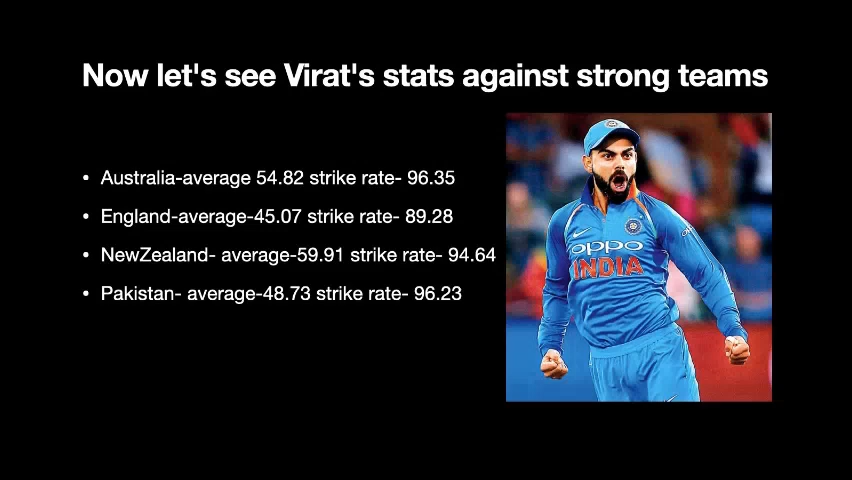 Now let's see Virat's stats against strong teams
• Australia-average 54.82 strike rate- 96.35
• England-average-45.07 strike rate- 89.28
• NewZealand- average-59.91 strike rate- 94.64
• Pakistan- average-48.73 strike rate- 96.23
oppo
INDIA